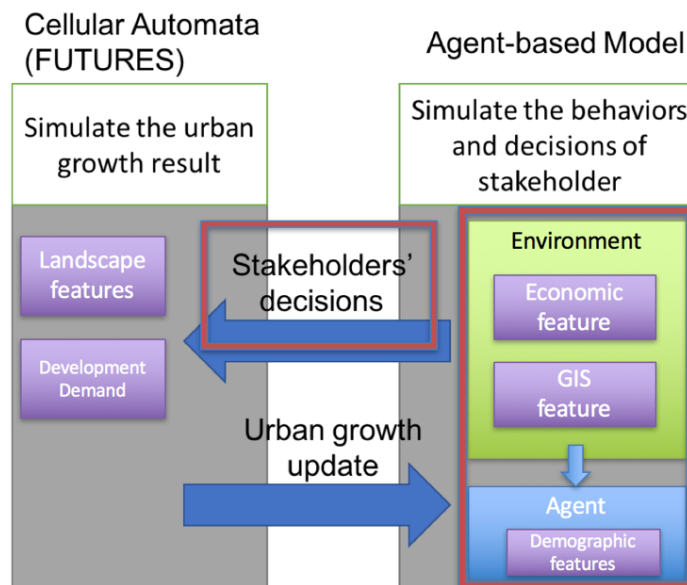 Cellular Automata
(FUTURES)
Agent-based Model
Simulate the urban
growth result
Simulate the behaviors
and decisions of
stakeholder
Landscape
features
Development
Demand
Stakeholders'
decisions
Urban growth
update
Environment
Economic
feature
GIS
feature
Agent
Demographic
features